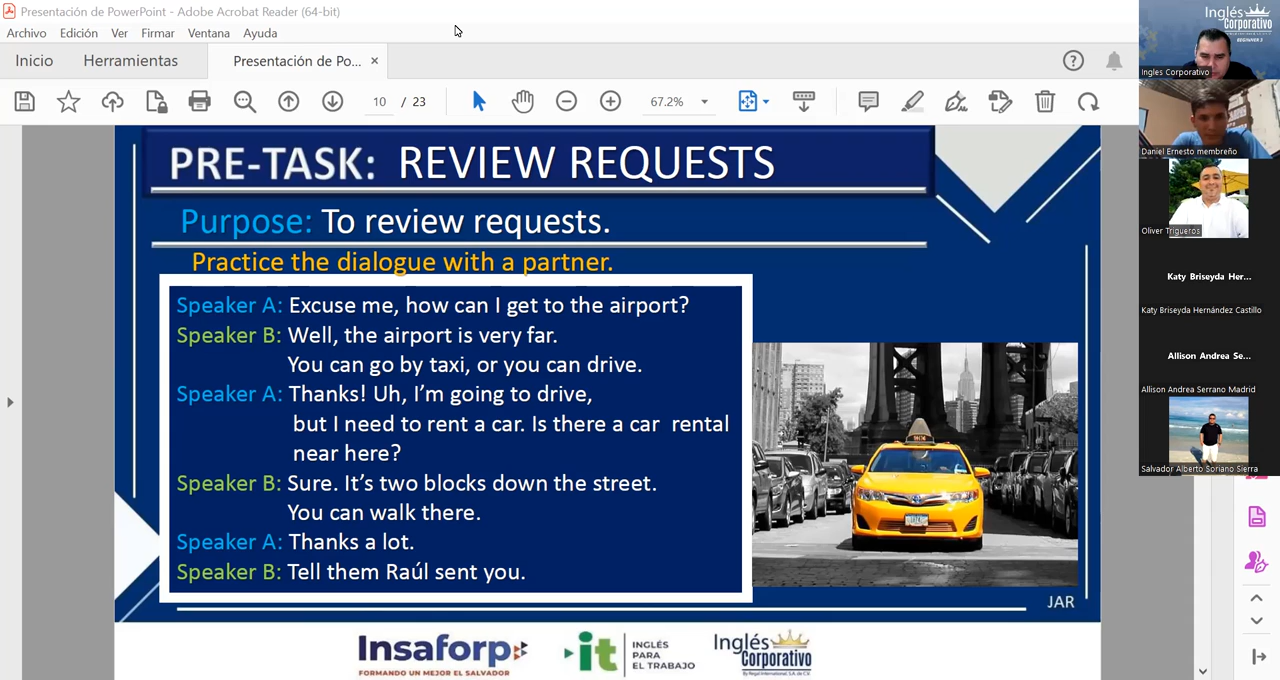 Presentación de PowerPoint - Adobe Acrobat Reader (64-bit)
Archivo Edición Ver Firmar Ventana Ayuda
Inicio Herramientas Presentación de Po... ×
10 / 23 67.2%
PRE-TASK: REVIEW REQUESTS
Purpose: To review requests.
Practice the dialogue with a partner.
Speaker A: Excuse me, how can I get to the airport?
Speaker B: Well, the airport is very far.
You can go by taxi, or you can drive.
Speaker A: Thanks! Uh, I'm going to drive,
but I need to rent a car. Is there a car rental
near here?
Speaker B: Sure. It's two blocks down the street.
You can walk there.
Speaker A: Thanks a lot.
Speaker B: Tell them Raúl sent you.
JAR
Insaforp
FORMANDO UN MEJOR EL SALVADOR
it
INGLÉS
PARA
EL TRABAJO
Inglés
Corporativo
Inglés
Corporativo
BEGINNER 3
Ingles Corporativo
Daniel Ernesto membreño
Oliver Trigueros
Katy Briseyda Her...
Katy Briseyda Hernández Castillo
Allison Andrea Se...
Allison Andrea Serrano Madrid
Salvador Alberto Soriano Sierra